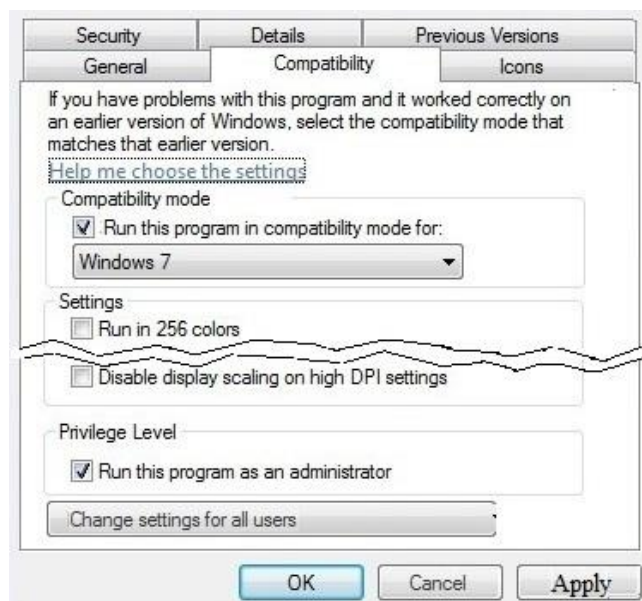 Security Details Previous Versions
General Compatibility Icons
If you have problems with this program and it worked correctly on
an earlier version of Windows, select the compatibility mode that
matches that earlier version.
Help me choose the settings
Compatibility mode
Run this program in compatibility mode for:
Windows 7
Settings
Run in 256 colors
Disable display scaling on high DPI settings
Privilege Level
Run this program as an administrator
Change settings for all users
OK Cancel Apply